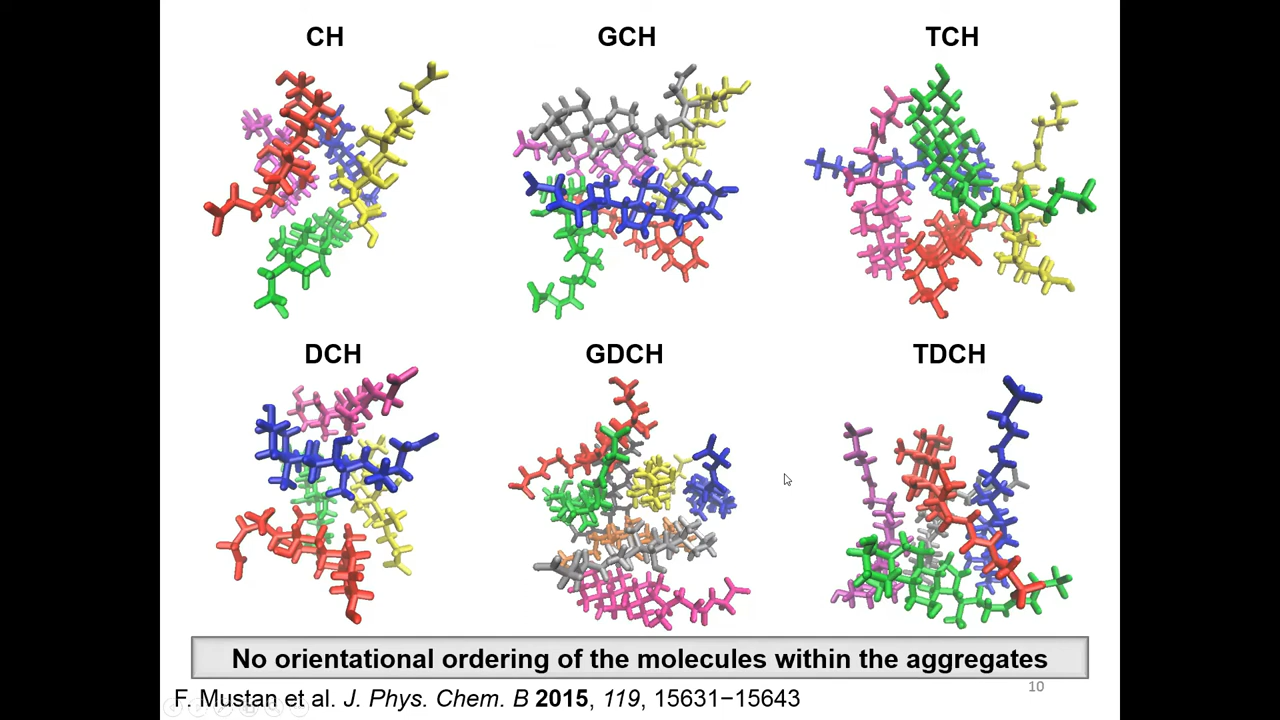 CH GCH TCH
DCH GDCH TDCH
No orientational ordering of the molecules within the aggregates
F. Mustan et al. J. Phys. Chem. B 2015, 119, 15631−15643
10